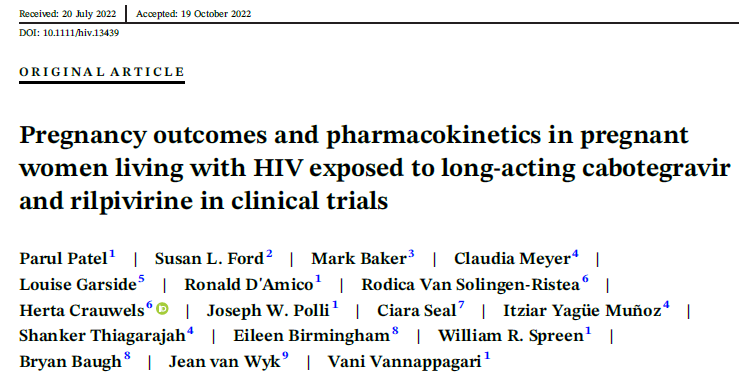 Received: 20 July 2022 | Accepted: 19 October 2022
DOI: 10.1111/hiv.13439
ORIGINAL ARTICLE
Pregnancy outcomes and pharmacokinetics in pregnant
women living with HIV exposed to long-acting cabotegravir
and rilpivirine in clinical trials
Parul Patel1 | Susan L. Ford2 | Mark Baker3 | Claudia Meyer4 |
Louise Garside5 | Ronald D'Amico1 | Rodica Van Solingen-Ristea6 |
Herta Crauwels6 iD | Joseph W. Polli1 | Ciara Seal7 | Itziar Yagüe Muñoz4 |
Shanker Thiagarajah4 | Eileen Birmingham8 | William R. Spreen1 |
Bryan Baugh8 | Jean van Wyk9 | Vani Vannappagari1